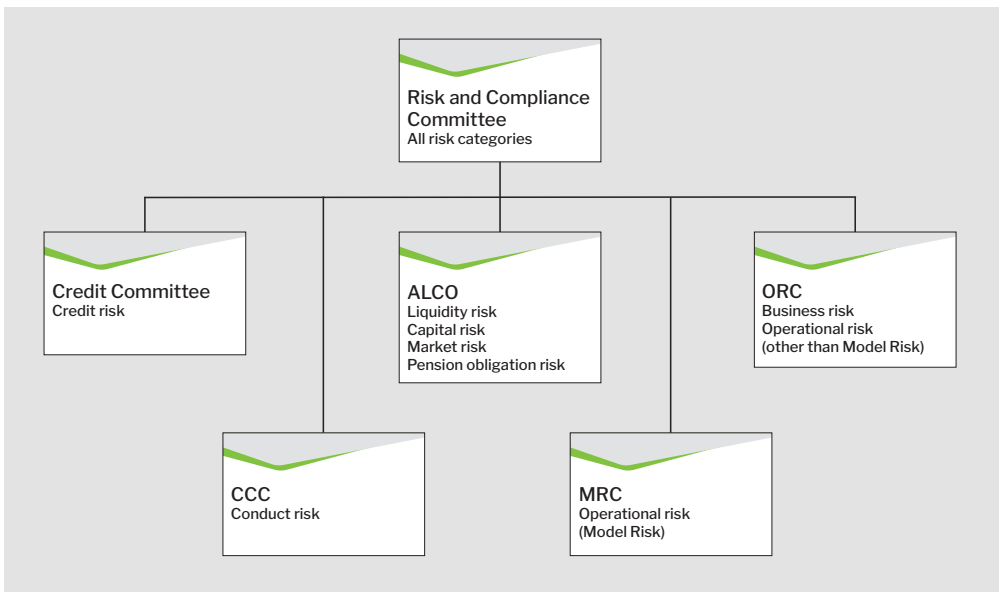 Risk and Compliance
Committee
All risk categories
Credit Committee
Credit risk
ALCO
Liquidity risk
Capital risk
Market risk
Pension obligation risk
ORC
Business risk
Operational risk
(other than Model Risk)
CCC
Conduct risk
MRC
Operational risk
(Model Risk)